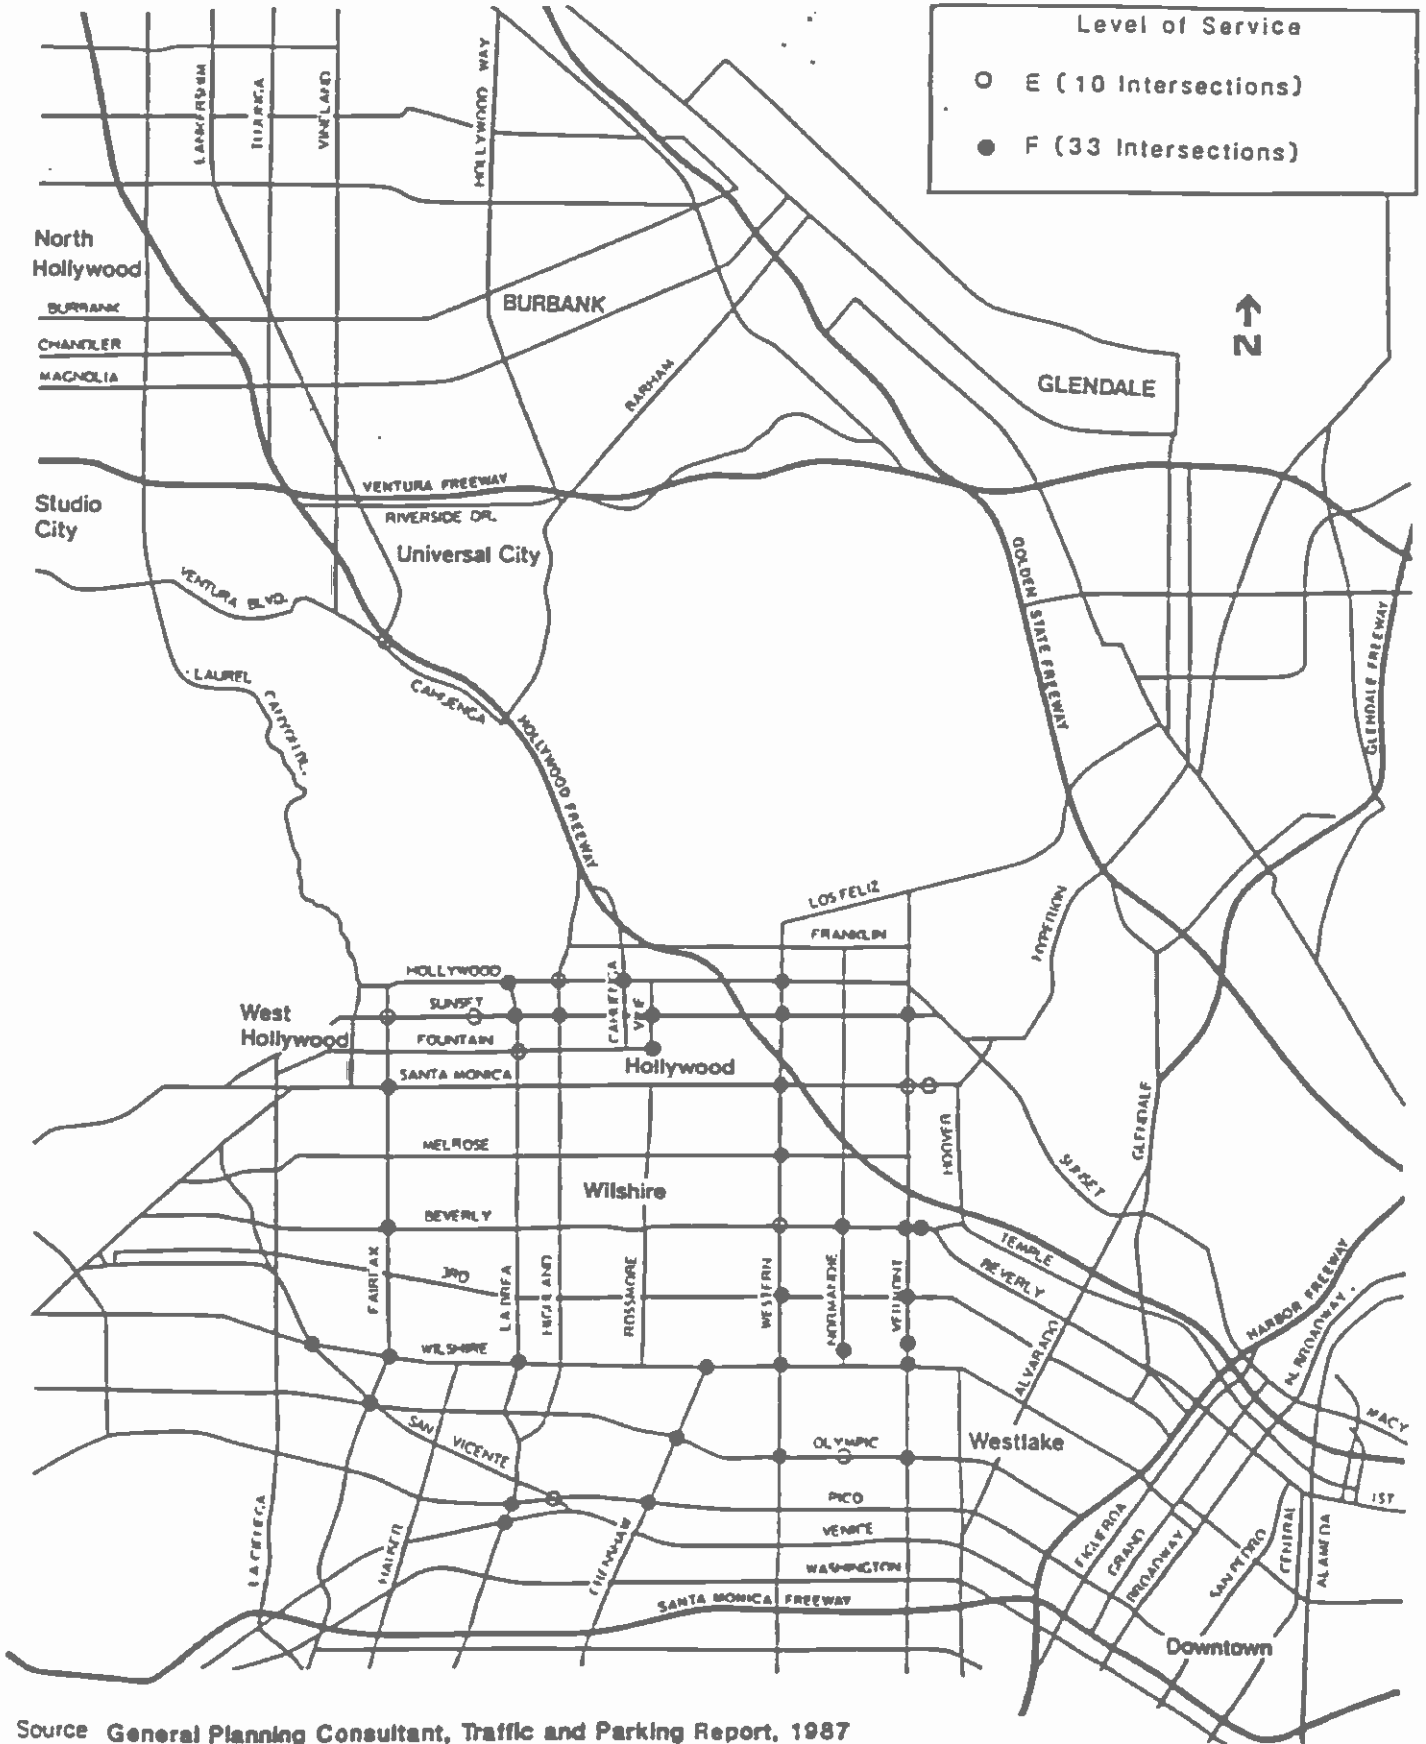 Level of Service
E (10 Intersections)
F (33 Intersections)
LANKERSHIM
TUJUNGA
VINELAND
HOLLYWOOD WAY
North
Hollywood
BURBANK
CHANDLER
MAGNOLIA
BURBANK
BARHAM
GLENDALE
N
VENTURA FREEWAY
RIVERSIDE DR.
Studio
City
Universal City
VENTURA BLVD.
GOLDEN STATE FREEWAY
GLENDALE FREEWAY
LAUREL
CANYON BL.
CAHUENGA
HOLLYWOOD FREEWAY
LOS FELIZ
FRANKLIN
HYPERION
HOLLYWOOD
CAHUENGA
VINE
SUNSET
West
Hollywood
FOUNTAIN
Hollywood
SANTA MONICA
MELROSE
HOOVER
GLENDALE
SUNSET
Wilshire
BEVERLY
FAIRFAX
3RD
LA BREA
HIGHLAND
ROSSMORE
WESTERN
NORMANDIE
VERMONT
TEMPLE
BEVERLY
HARBOR FREEWAY
N. BROADWAY
WILSHIRE
ALVARADO
MACY
SAN VICENTE
OLYMPIC
Westlake
PICO
1ST
VENICE
WASHINGTON
LA CIENEGA
HAUSER
CRENSHAW
FIGUEROA
GRAND
BROADWAY
SAN PEDRO
CENTRAL
ALAMEDA
SANTA MONICA FREEWAY
Downtown
Source General Planning Consultant, Traffic and Parking Report, 1987